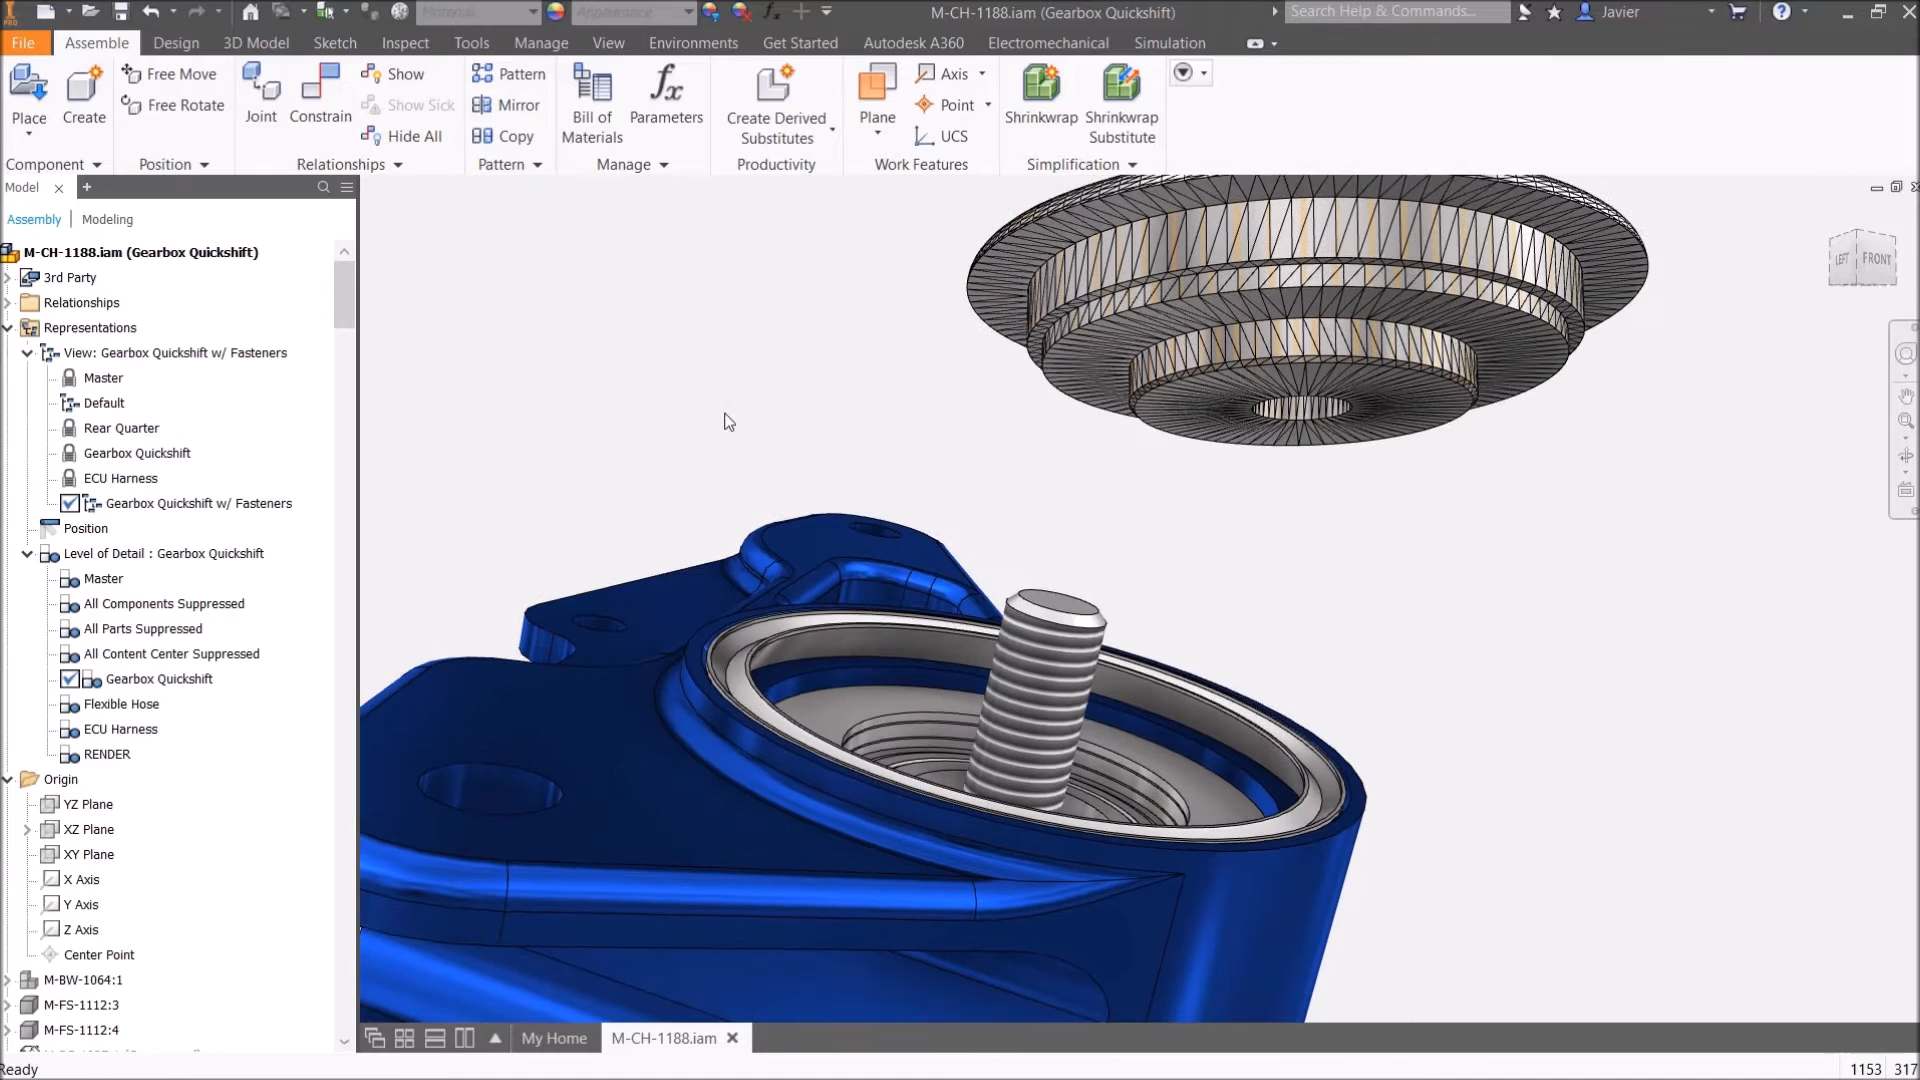 PRO
Material
Appearance
M-CH-1188.iam (Gearbox Quickshift)
Search Help & Commands...
Javier
File
Assemble
Design
3D Model
Sketch
Inspect
Tools
Manage
View
Environments
Get Started
Autodesk A360
Electromechanical
Simulation
Place
Create
Free Move
Free Rotate
Joint
Constrain
Show
Show Sick
Hide All
Pattern
Mirror
Copy
Bill of
Materials
fx
Parameters
Create Derived
Substitutes
Plane
Axis
Point
UCS
Shrinkwrap
Shrinkwrap
Substitute
Component
Position
Relationships
Pattern
Manage
Productivity
Work Features
Simplification
Model
Assembly
Modeling
M-CH-1188.iam (Gearbox Quickshift)
3rd Party
Relationships
Representations
View: Gearbox Quickshift w/ Fasteners
Master
Default
Rear Quarter
Gearbox Quickshift
ECU Harness
Gearbox Quickshift w/ Fasteners
Position
Level of Detail : Gearbox Quickshift
Master
All Components Suppressed
All Parts Suppressed
All Content Center Suppressed
Gearbox Quickshift
Flexible Hose
ECU Harness
RENDER
Origin
YZ Plane
XZ Plane
XY Plane
X Axis
Y Axis
Z Axis
Center Point
M-BW-1064:1
M-FS-1112:3
M-FS-1112:4
LEFT
FRONT
My Home
M-CH-1188.iam
Ready
1153
317